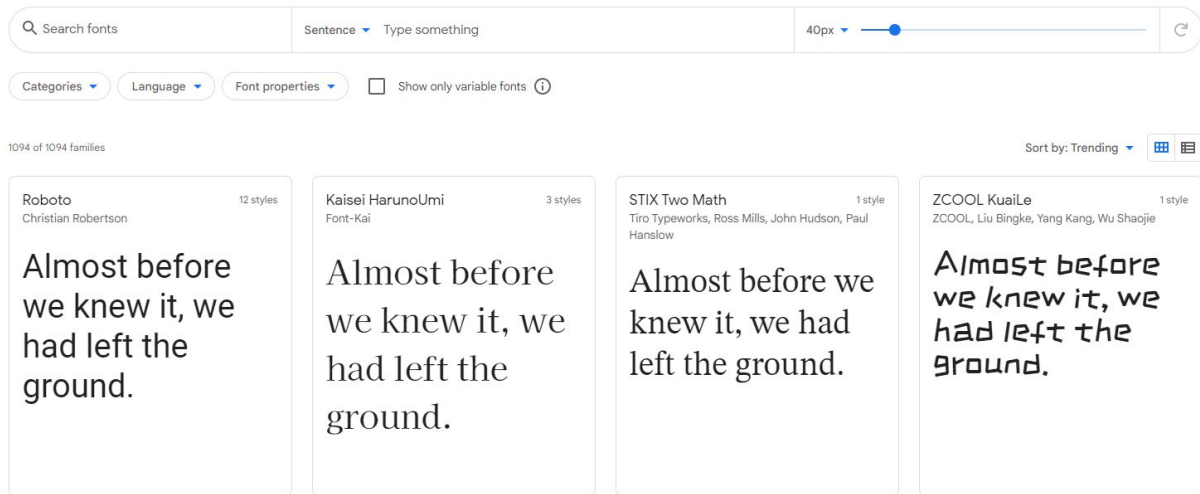 Search fonts
Sentence
Type something
40px
Categories
Language
Font properties
Show only variable fonts
1094 of 1094 families
Sort by: Trending
Roboto
12 styles
Christian Robertson
Almost before
we knew it, we
had left the
ground.
Kaisei HarunoUmi
3 styles
Font-Kai
Almost before
we knew it, we
had left the
ground.
STIX Two Math
1 style
Tiro Typeworks, Ross Mills, John Hudson, Paul
Hanslow
Almost before we
knew it, we had
left the ground.
ZCOOL KuaiLe
1 style
ZCOOL, Liu Bingke, Yang Kang, Wu Shaojie
Almost before
we knew it, we
had left the
ground.